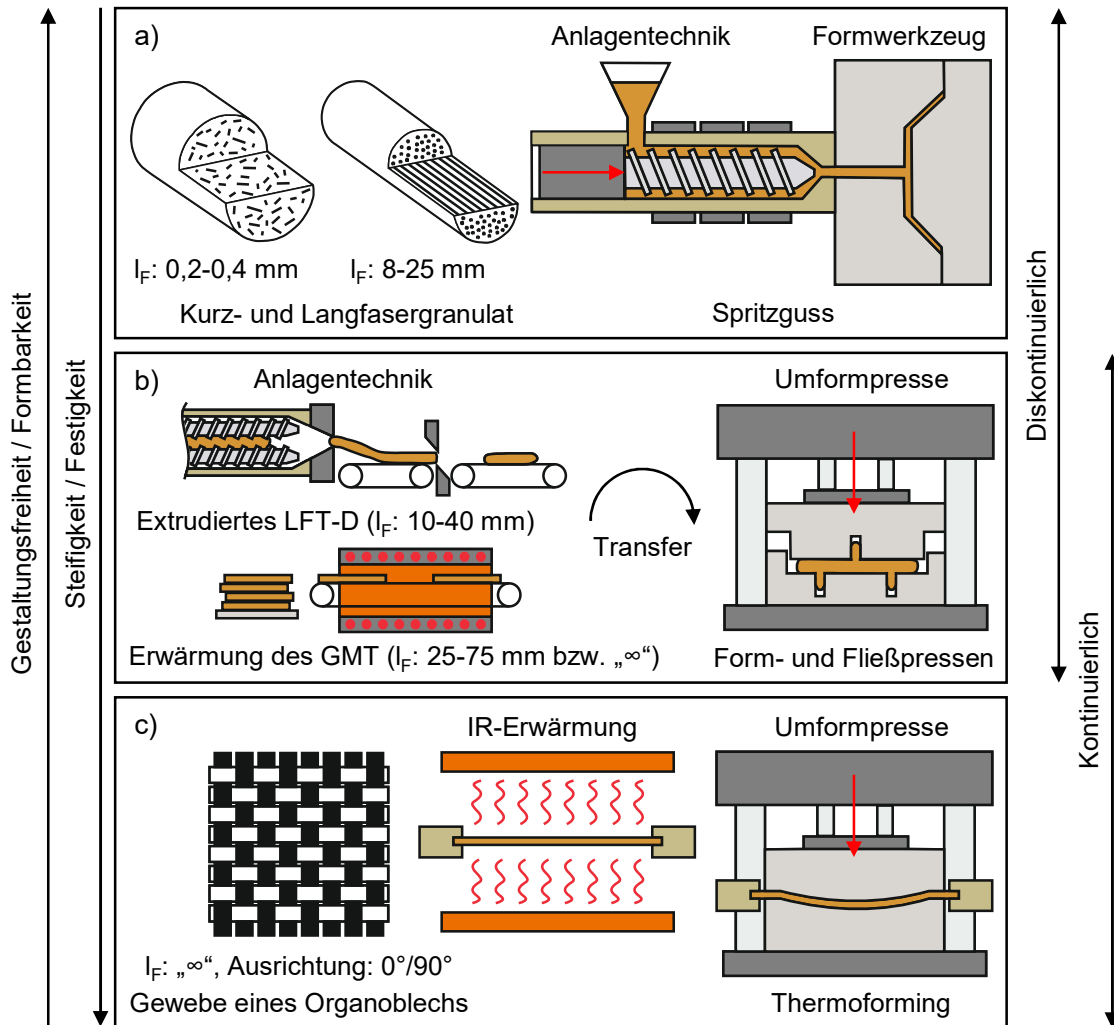 Gestaltungsfreiheit / Formbarkeit
Steifigkeit / Festigkeit
a)
Anlagentechnik
Formwerkzeug
l_F: 0,2-0,4 mm
l_F: 8-25 mm
Kurz- und Langfasergranulat
Spritzguss
b)
Anlagentechnik
Umformpresse
Extrudiertes LFT-D (l_F: 10-40 mm)
Transfer
Erwärmung des GMT (l_F: 25-75 mm bzw. „∞“)
Form- und Fließpressen
c)
IR-Erwärmung
Umformpresse
l_F: „∞“, Ausrichtung: 0°/90°
Gewebe eines Organoblechs
Thermoforming
Diskontinuierlich
Kontinuierlich